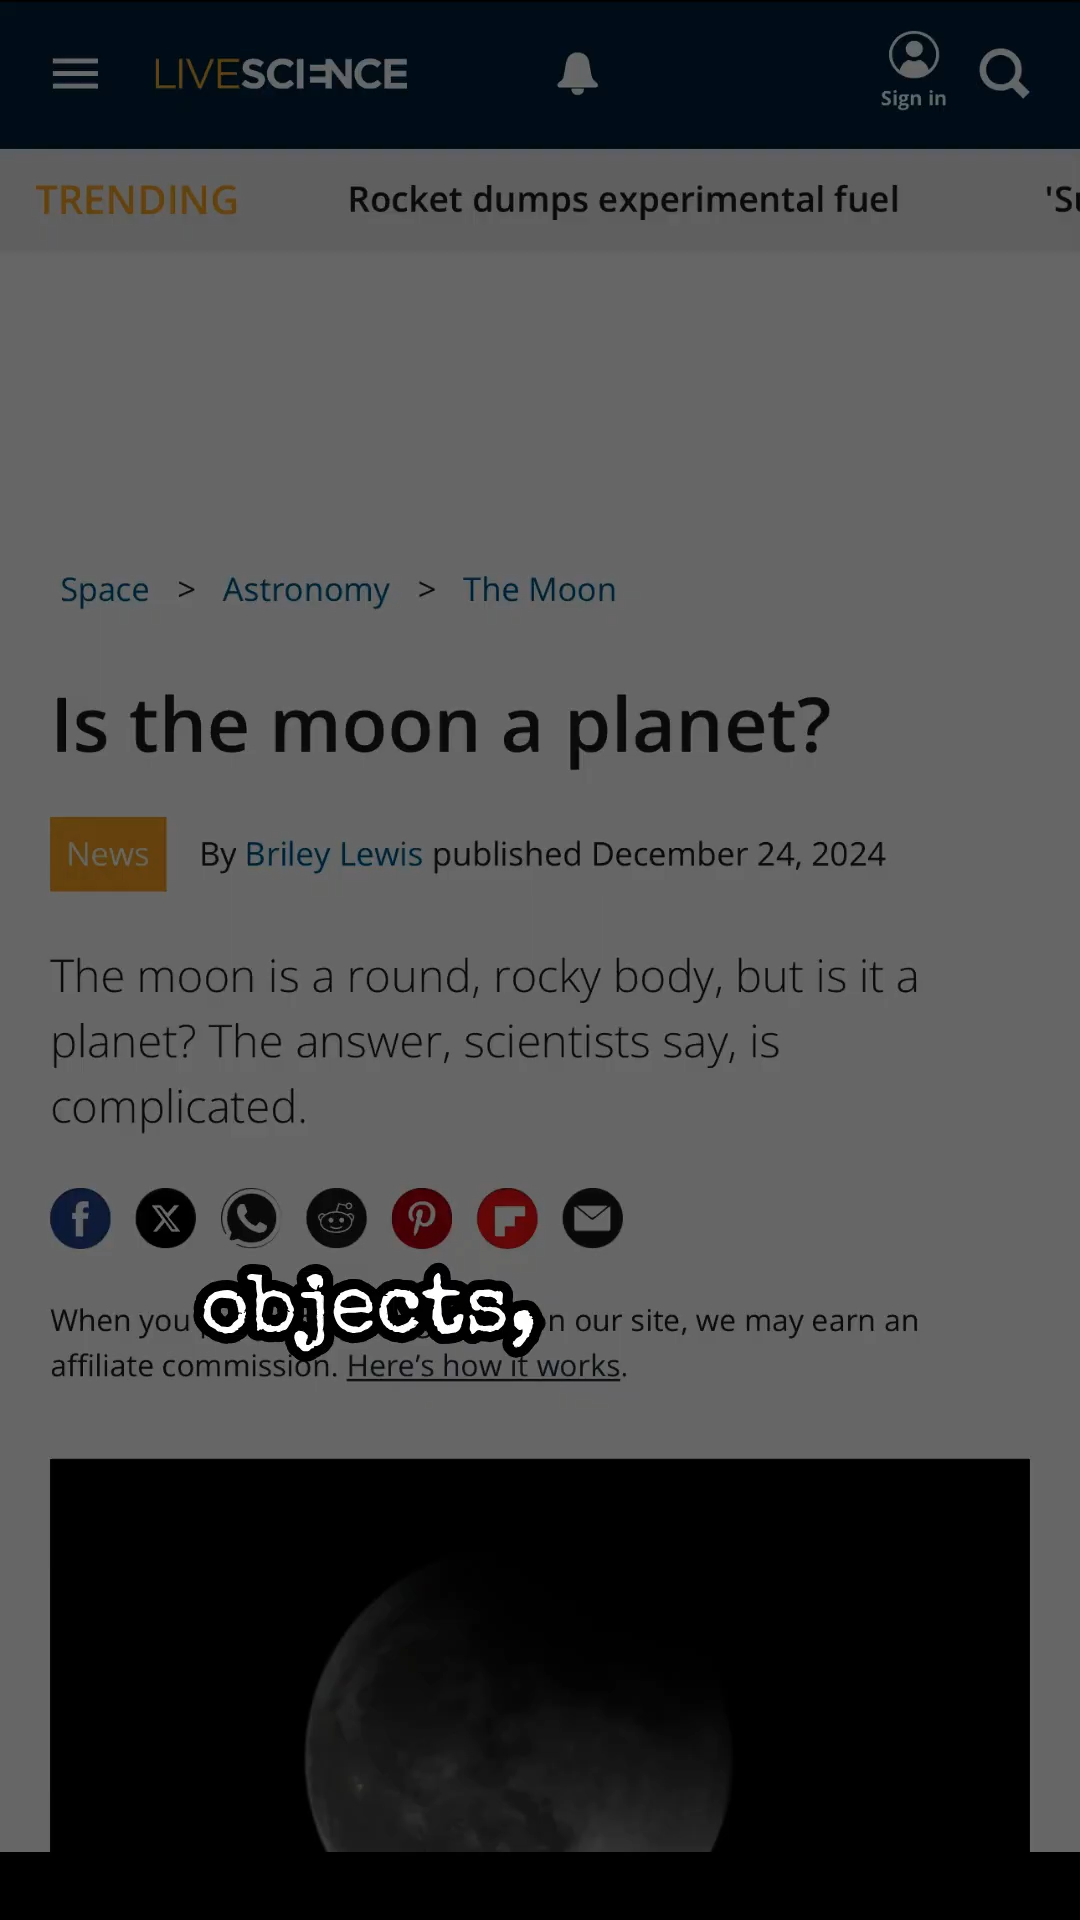 LIVESCIENCE
Sign in
TRENDING Rocket dumps experimental fuel 'Su
Space > Astronomy > The Moon
Is the moon a planet?
News By Briley Lewis published December 24, 2024
The moon is a round, rocky body, but is it a
planet? The answer, scientists say, is
complicated.
objects,
When you on our site, we may earn an
affiliate commission. Here's how it works.